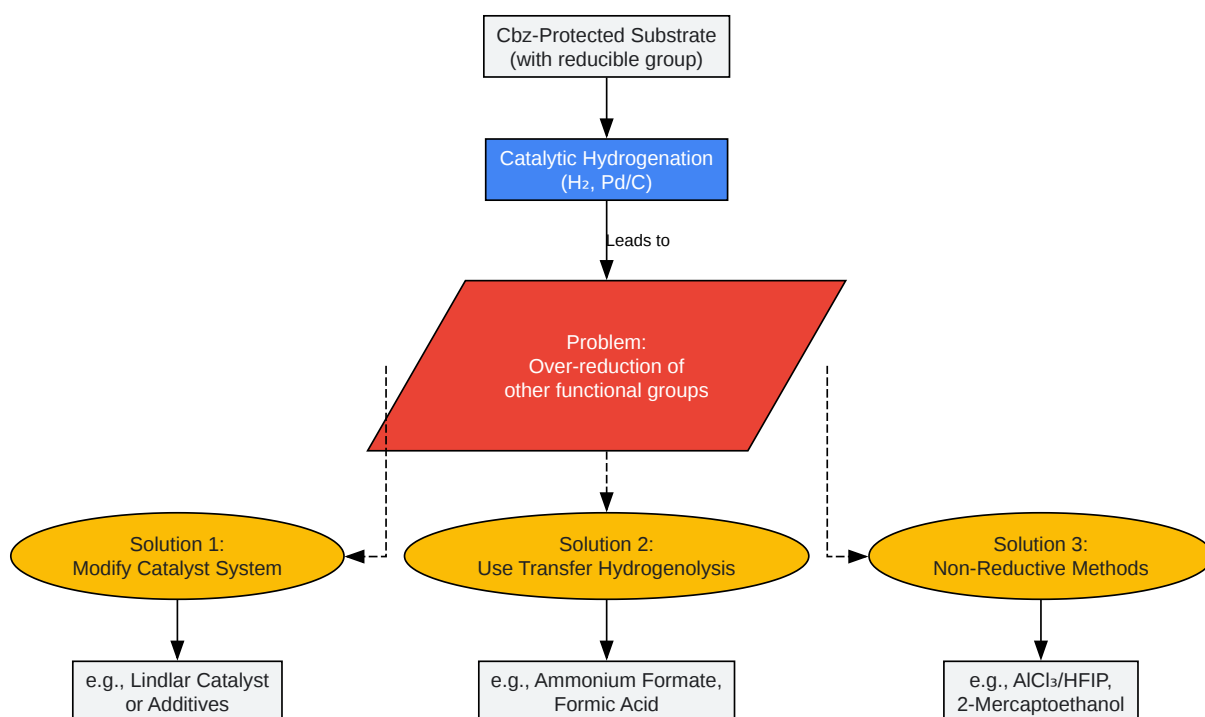 Cbz-Protected Substrate
(with reducible group)
Catalytic Hydrogenation
(H₂, Pd/C)
Leads to
Problem:
Over-reduction of
other functional groups
Solution 1:
Modify Catalyst System
Solution 2:
Use Transfer Hydrogenolysis
Solution 3:
Non-Reductive Methods
e.g., Lindlar Catalyst
or Additives
e.g., Ammonium Formate,
Formic Acid
e.g., AlCl₃/HFIP,
2-Mercaptoethanol